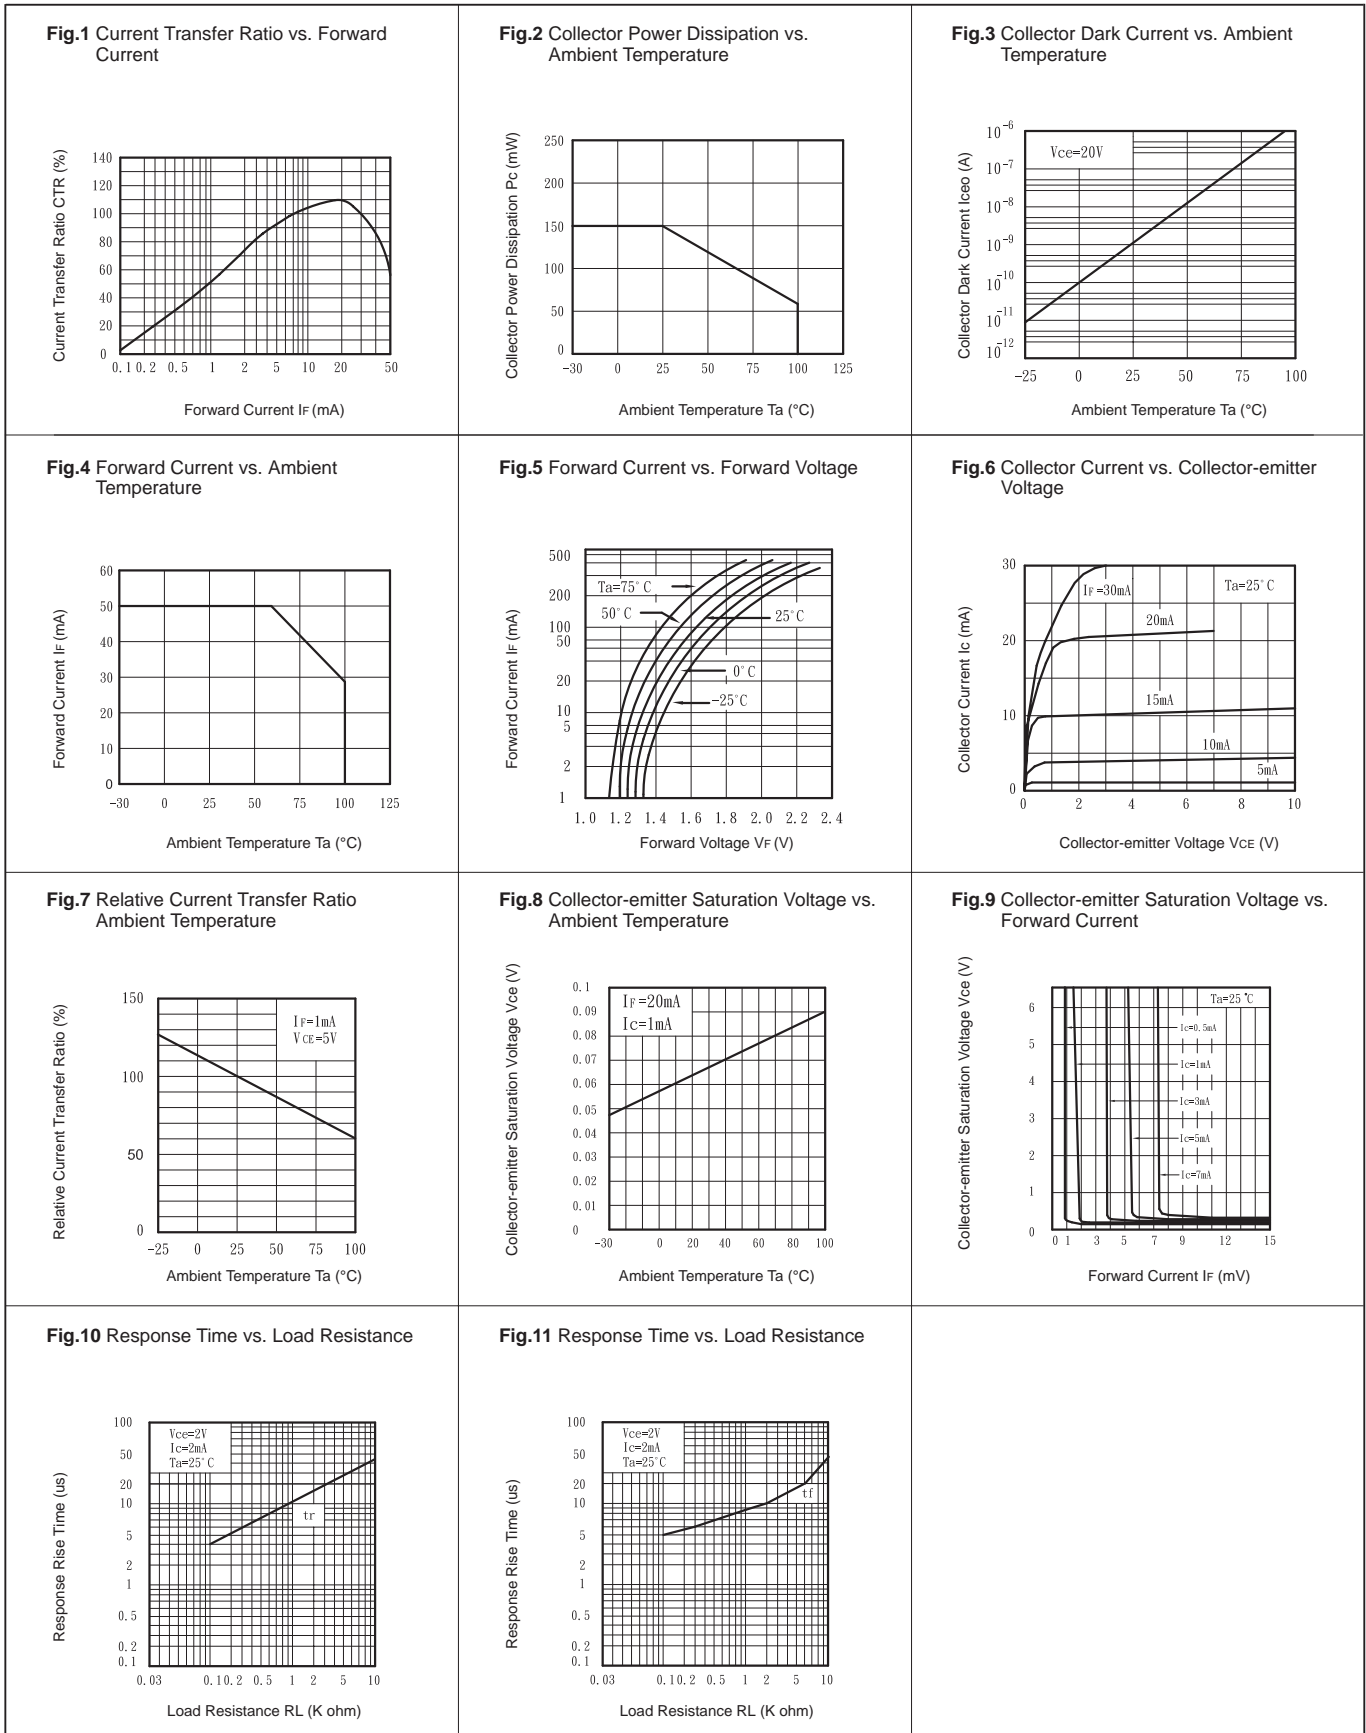 Fig.1 Current Transfer Ratio vs. Forward
Current
Current Transfer Ratio CTR (%)
140
120
100
80
60
40
20
0
0.1 0.2 0.5 1 2 5 10 20 50
Forward Current IF (mA)
Fig.2 Collector Power Dissipation vs.
Ambient Temperature
Collector Power Dissipation Pc (mW)
250
200
150
100
50
0
-30 0 25 50 75 100 125
Ambient Temperature Ta (°C)
Fig.3 Collector Dark Current vs. Ambient
Temperature
Collector Dark Current Iceo (A)
Vce=20V
10-6
10-7
10-8
10-9
10-10
10-11
10-12
-25 0 25 50 75 100
Ambient Temperature Ta (°C)
Fig.4 Forward Current vs. Ambient
Temperature
Forward Current IF (mA)
60
50
40
30
20
10
0
-30 0 25 50 75 100 125
Ambient Temperature Ta (°C)
Fig.5 Forward Current vs. Forward Voltage
Forward Current IF (mA)
500
200
100
50
20
10
5
2
1
Ta=75°C
50°C
25°C
0°C
-25°C
1.0 1.2 1.4 1.6 1.8 2.0 2.2 2.4
Forward Voltage VF (V)
Fig.6 Collector Current vs. Collector-emitter
Voltage
Collector Current Ic (mA)
30
20
10
0
IF=30mA
Ta=25°C
20mA
15mA
10mA
5mA
0 2 4 6 8 10
Collector-emitter Voltage VCE (V)
Fig.7 Relative Current Transfer Ratio
Ambient Temperature
Relative Current Transfer Ratio (%)
150
100
50
0
IF=1mA
VCE=5V
-25 0 25 50 75 100
Ambient Temperature Ta (°C)
Fig.8 Collector-emitter Saturation Voltage vs.
Ambient Temperature
Collector-emitter Saturation Voltage Vce (V)
0.1
0.09
0.08
0.07
0.06
0.05
0.04
0.03
0.02
0.01
0
IF=20mA
Ic=1mA
-30 0 20 40 60 80 100
Ambient Temperature Ta (°C)
Fig.9 Collector-emitter Saturation Voltage vs.
Forward Current
Collector-emitter Saturation Voltage Vce (V)
6
5
4
3
2
1
0
Ta=25℃
Ic=0.5mA
Ic=1mA
Ic=3mA
Ic=5mA
Ic=7mA
0 1 3 5 7 9 12 15
Forward Current IF (mV)
Fig.10 Response Time vs. Load Resistance
Response Rise Time (us)
100
50
20
10
5
2
1
0.5
0.2
0.1
Vce=2V
Ic=2mA
Ta=25°C
tr
0.03 0.1 0.2 0.5 1 2 5 10
Load Resistance RL (K ohm)
Fig.11 Response Time vs. Load Resistance
Response Rise Time (us)
100
50
20
10
5
2
1
0.5
0.2
0.1
Vce=2V
Ic=2mA
Ta=25°C
tf
0.03 0.1 0.2 0.5 1 2 5 10
Load Resistance RL (K ohm)